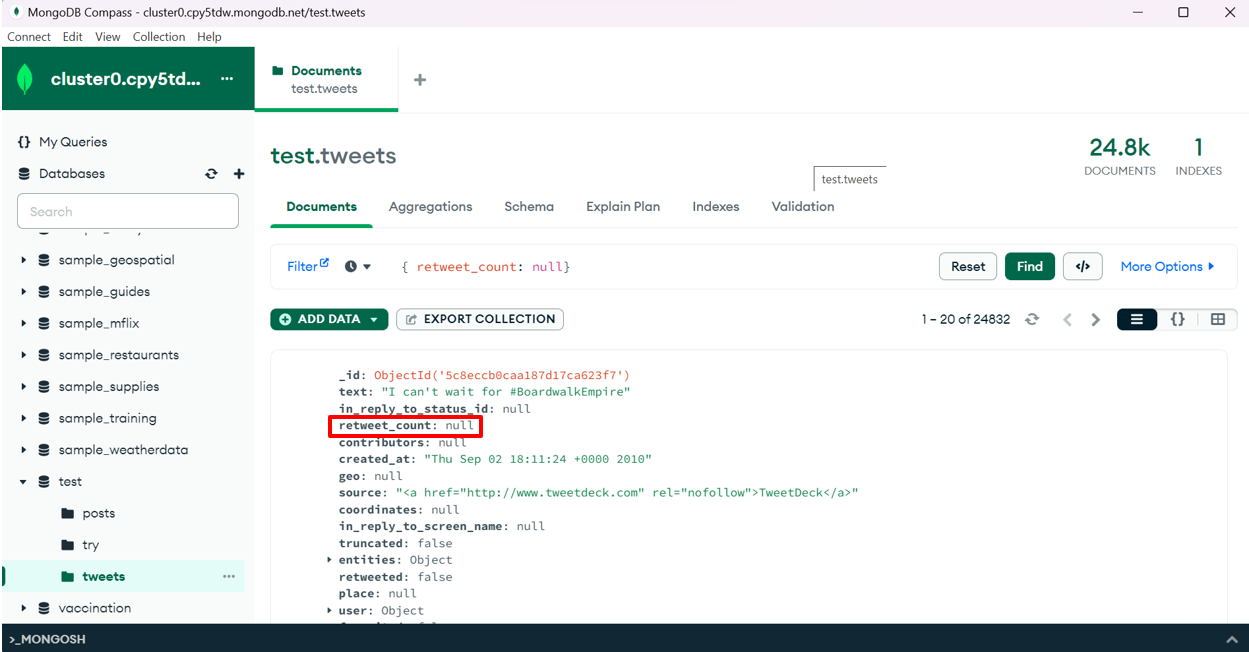 MongoDB Compass - cluster0.cpy5tdw.mongodb.net/test.tweets
Connect Edit View Collection Help
cluster0.cpy5td... ...
Documents
test.tweets
{} My Queries
Databases
Search
sample_geospatial
sample_guides
sample_mflix
sample_restaurants
sample_supplies
sample_training
sample_weatherdata
test
posts
try
tweets ...
vaccination
test.tweets
24.8k
DOCUMENTS
1
INDEXES
test.tweets
Documents Aggregations Schema Explain Plan Indexes Validation
Filter { retweet_count: null} Reset Find </> More Options
ADD DATA EXPORT COLLECTION 1 – 20 of 24832 {}
_id: ObjectId('5c8eccb0caa187d17ca623f7')
text: "I can't wait for #BoardwalkEmpire"
in_reply_to_status_id: null
retweet_count: null
contributors: null
created_at: "Thu Sep 02 18:11:24 +0000 2010"
geo: null
source: "<a href="http://www.tweetdeck.com" rel="nofollow">TweetDeck</a>"
coordinates: null
in_reply_to_screen_name: null
truncated: false
entities: Object
retweeted: false
place: null
user: Object
>_MONGOSH